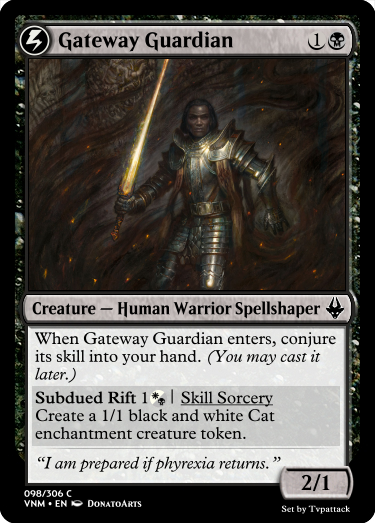 Gateway Guardian 1
Creature — Human Warrior Spellshaper
When Gateway Guardian enters, conjure
its skill into your hand. (You may cast it
later.)
Subdued Rift 1 | Skill Sorcery
Create a 1/1 black and white Cat
enchantment creature token.
“I am prepared if phyrexia returns.”
2/1
098/306 C
VNM • EN DonatoArts
Set by Tvpattack